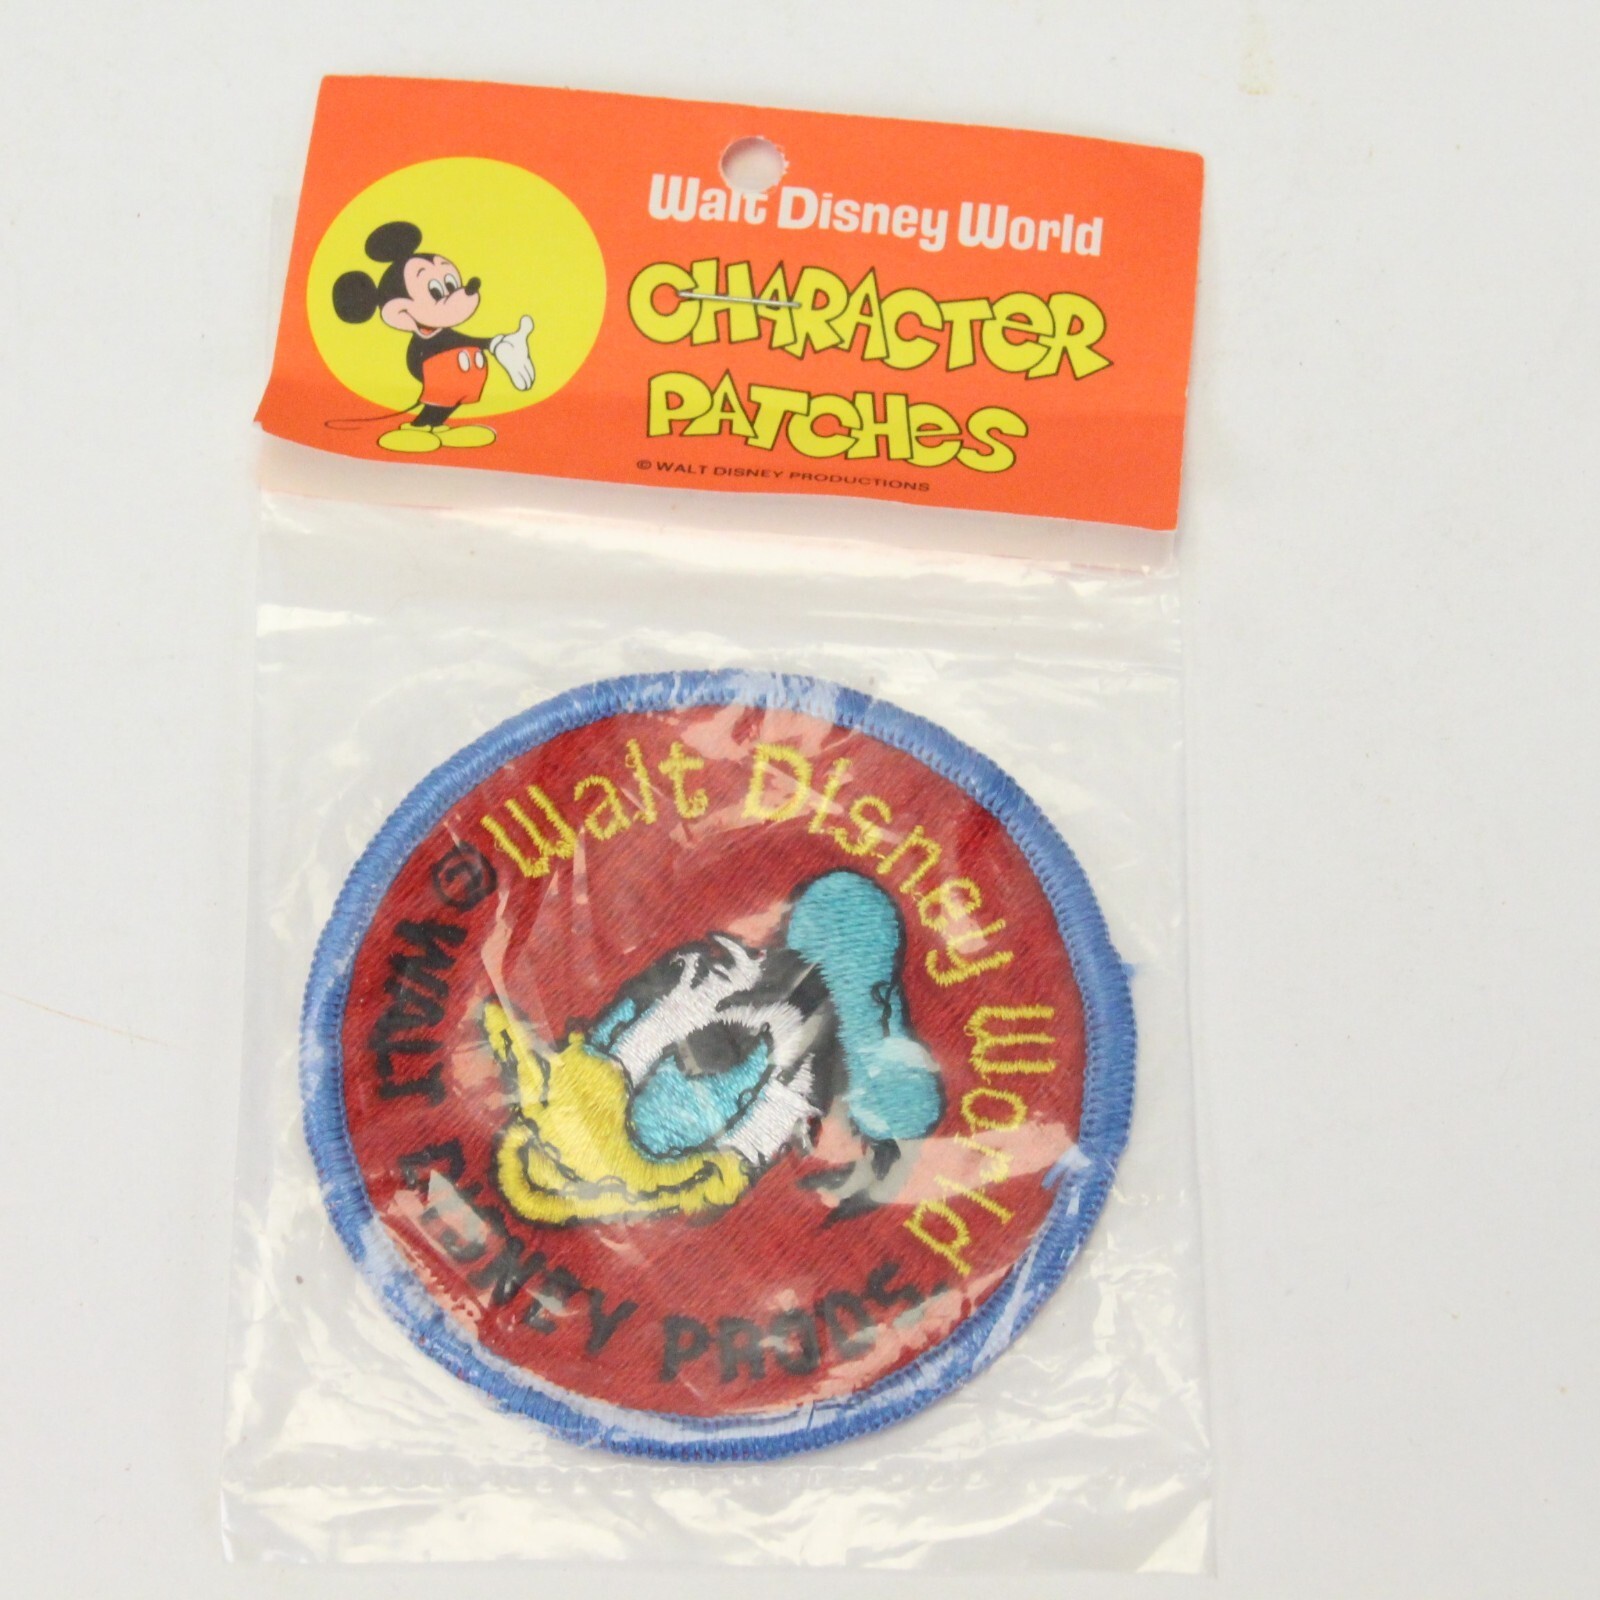 Walt Disney World
CHARACTER
PATCHES
© WALT DISNEY PRODUCTIONS
Walt Disney World
© WALT DISNEY PRODS.